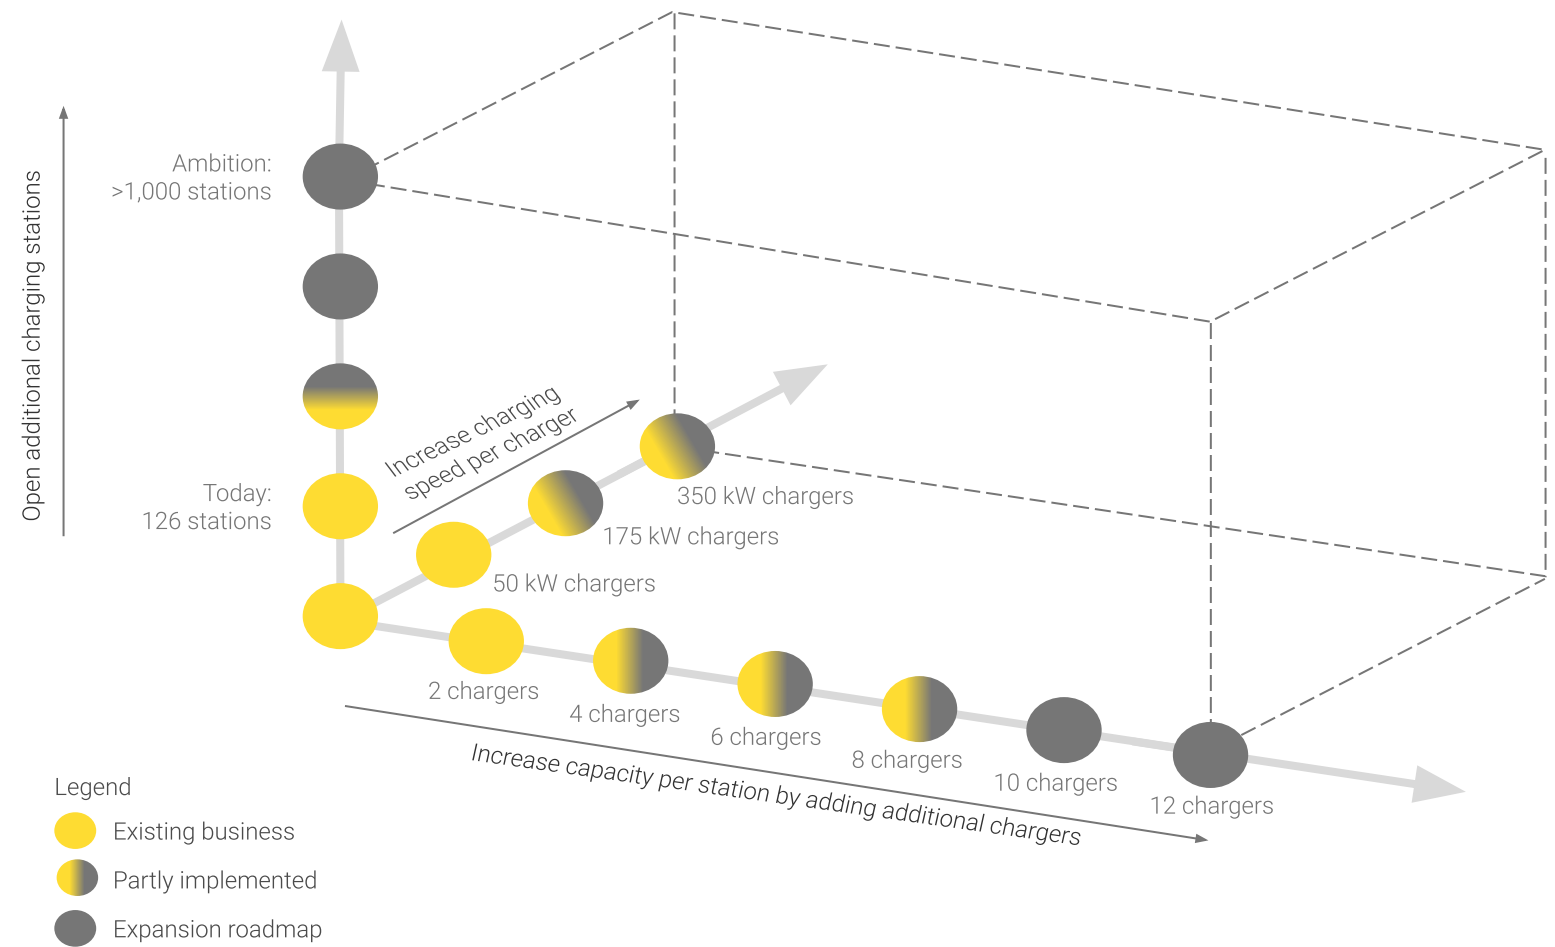 Open additional charging stations
Ambition:
>1,000 stations
Today:
126 stations
Increase charging
speed per charger
350 kW chargers
175 kW chargers
50 kW chargers
2 chargers
4 chargers
6 chargers
8 chargers
10 chargers
12 chargers
Increase capacity per station by adding additional chargers
Legend
Existing business
Partly implemented
Expansion roadmap